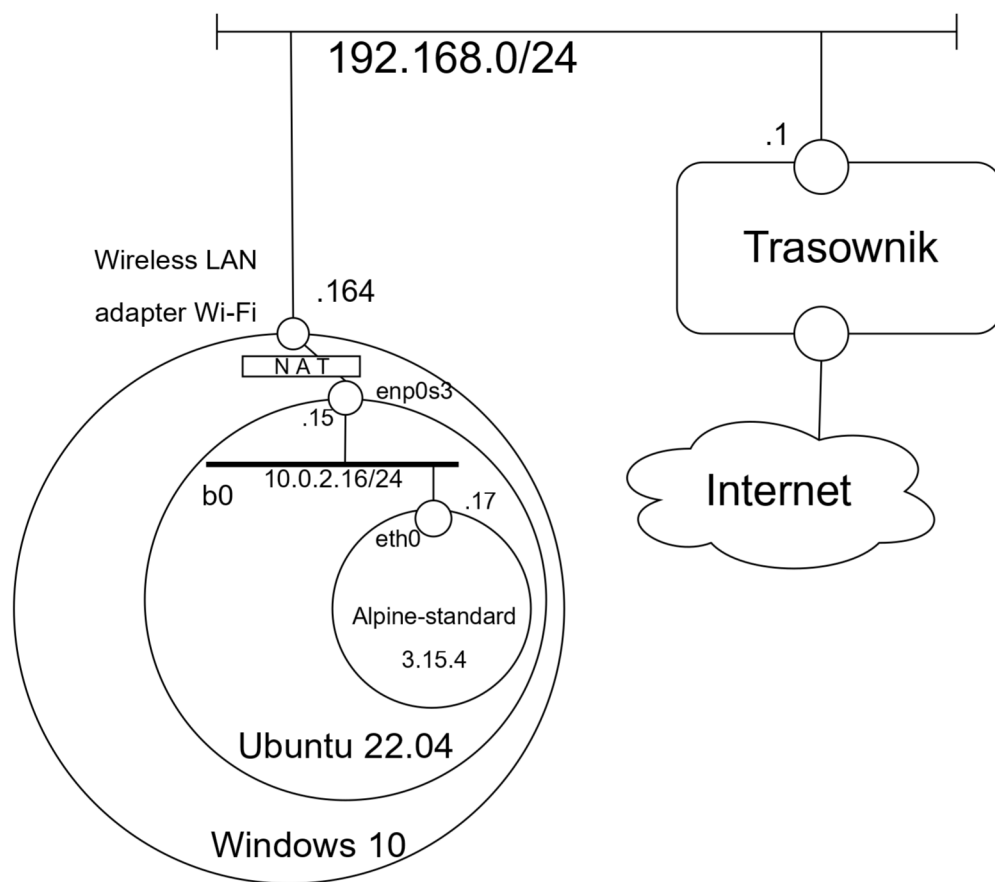 192.168.0/24
.1
Trasownik
Wireless LAN
adapter Wi-Fi
.164
N A T
enp0s3
.15
10.0.2.16/24
b0
.17
eth0
Internet
Alpine-standard
3.15.4
Ubuntu 22.04
Windows 10